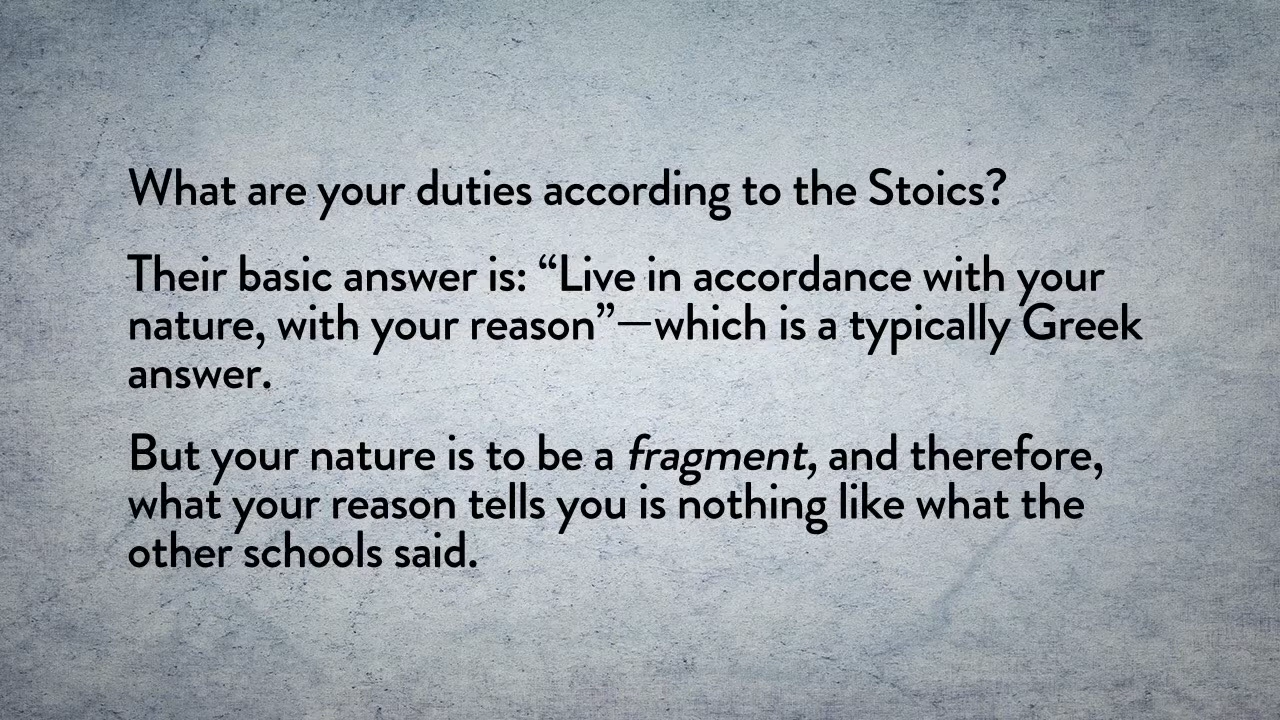 What are your duties according to the Stoics?
Their basic answer is: “Live in accordance with your
nature, with your reason”—which is a typically Greek
answer.
But your nature is to be a fragment, and therefore,
what your reason tells you is nothing like what the
other schools said.